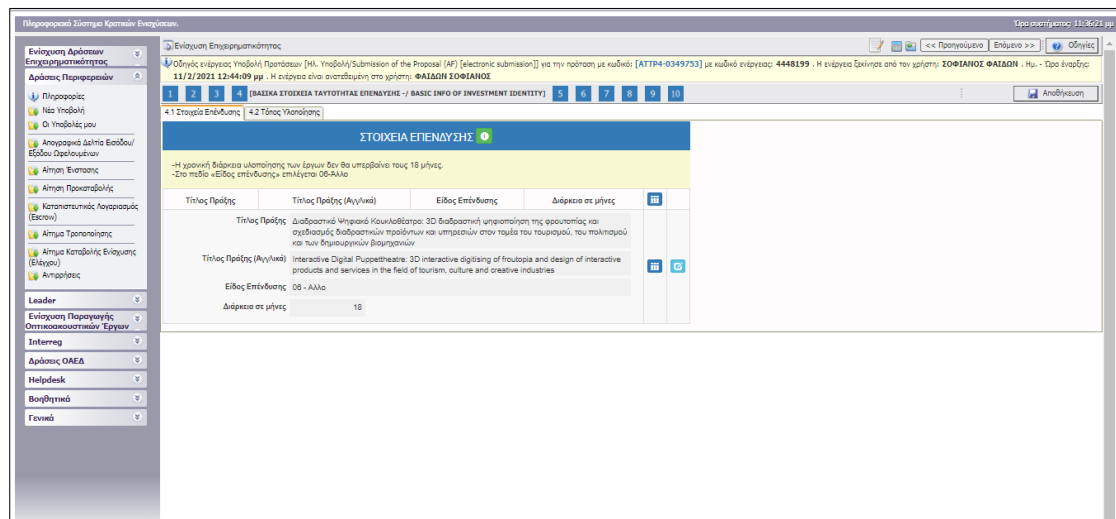 Πληροφοριακό Σύστημα Κρατικών Ενισχύσεων.
Ώρα συστήματος: 11:36:21 μμ
Ενίσχυση Δράσεων Επιχειρηματικότητας
Δράσεις Περιφερειών
Πληροφορίες
Νέα Υποβολή
Οι Υποβολές μου
Απογραφικά Δελτία Εισόδου/
Εξόδου Ωφελουμένων
Αίτηση Ένστασης
Αίτηση Προκαταβολής
Καταπιστευτικός Λογαριασμός
(Escrow)
Αίτημα Τροποποίησης
Αίτημα Καταβολής Ενίσχυσης
(Ελέγχου)
Αντιρρήσεις
Leader
Ενίσχυση Παραγωγής
Οπτικοακουστικών Έργων
Interreg
Δράσεις ΟΑΕΔ
Helpdesk
Βοηθητικά
Γενικά
Ενίσχυση Επιχειρηματικότητας
<< Προηγούμενο
Επόμενο >>
Οδηγίες
Οδηγός ενέργειας Υποβολή Προτάσεων [Ηλ. Υποβολή/Submission of the Proposal (AF) [electronic submission]] για την πρόταση με κωδικό: [ATTP4-0349753] με κωδικό ενέργειας: 4448199 . Η ενέργεια ξεκίνησε από τον χρήστη: ΣΟΦΙΑΝΟΣ ΦΑΙΔΩΝ . Ημ. - Ώρα έναρξης:
11/2/2021 12:44:09 μμ . Η ενέργεια είναι ανατεθειμένη στο χρήστη: ΦΑΙΔΩΝ ΣΟΦΙΑΝΟΣ
1 2 3 4 [ΒΑΣΙΚΑ ΣΤΟΙΧΕΙΑ ΤΑΥΤΟΤΗΤΑΣ ΕΠΕΝΔΥΣΗΣ -/ BASIC INFO OF INVESTMENT IDENTITY] 5 6 7 8 9 10
Αποθήκευση
4.1 Στοιχεία Επένδυσης
4.2 Τόπος Υλοποίησης
ΣΤΟΙΧΕΙΑ ΕΠΕΝΔΥΣΗΣ
-Η χρονική διάρκεια υλοποίησης των έργων δεν θα υπερβαίνει τους 18 μήνες.
-Στο πεδίο «Είδος επένδυσης» επιλέγεται 06-Άλλο
Τίτλος Πράξης
Τίτλος Πράξης (Αγγλικά)
Είδος Επένδυσης
Διάρκεια σε μήνες
Τίτλος Πράξης
Διαδραστικό Ψηφιακό Κουκλοθέατρο: 3D διαδραστική ψηφιοποίηση της φρουτοπίας και
σχεδιασμός διαδραστικών προϊόντων και υπηρεσιών στον τομέα του τουρισμού, του πολιτισμού
και των δημιουργικών βιομηχανιών
Τίτλος Πράξης (Αγγλικά)
Interactive Digital Puppettheatre: 3D interactive digitising of froutopia and design of interactive
products and services in the field of tourism, culture and creative industries
Είδος Επένδυσης
06 - Αλλο
Διάρκεια σε μήνες
18